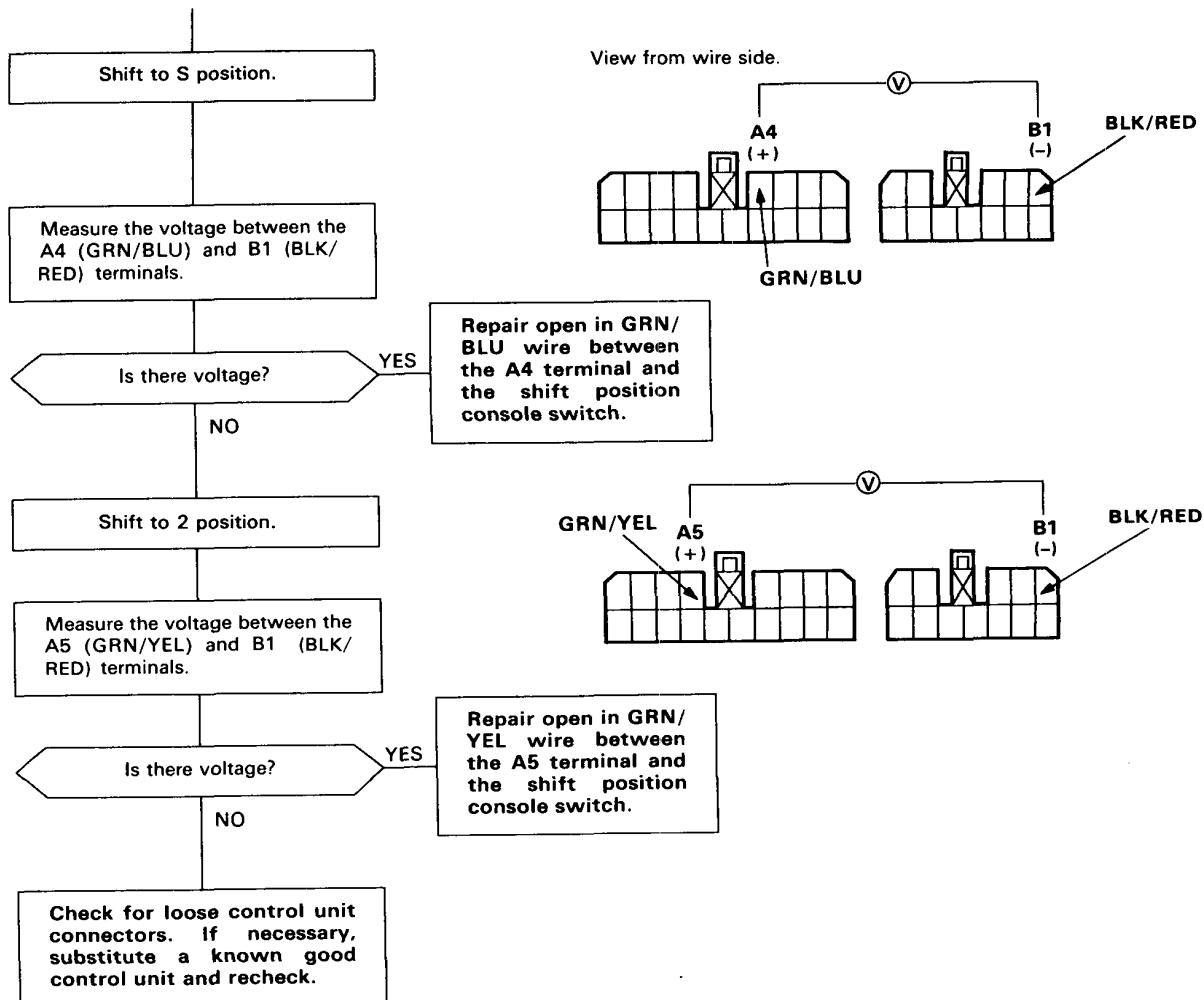 Shift to S position.
View from wire side.
V
A4
(+)
B1
(–)
BLK/RED
GRN/BLU
Measure the voltage between the
A4 (GRN/BLU) and B1 (BLK/
RED) terminals.
Is there voltage?
YES
Repair open in GRN/
BLU wire between
the A4 terminal and
the shift position
console switch.
NO
Shift to 2 position.
V
GRN/YEL
A5
(+)
B1
(–)
BLK/RED
Measure the voltage between the
A5 (GRN/YEL) and B1 (BLK/
RED) terminals.
Is there voltage?
YES
Repair open in GRN/
YEL wire between
the A5 terminal and
the shift position
console switch.
NO
Check for loose control unit
connectors. If necessary,
substitute a known good
control unit and recheck.